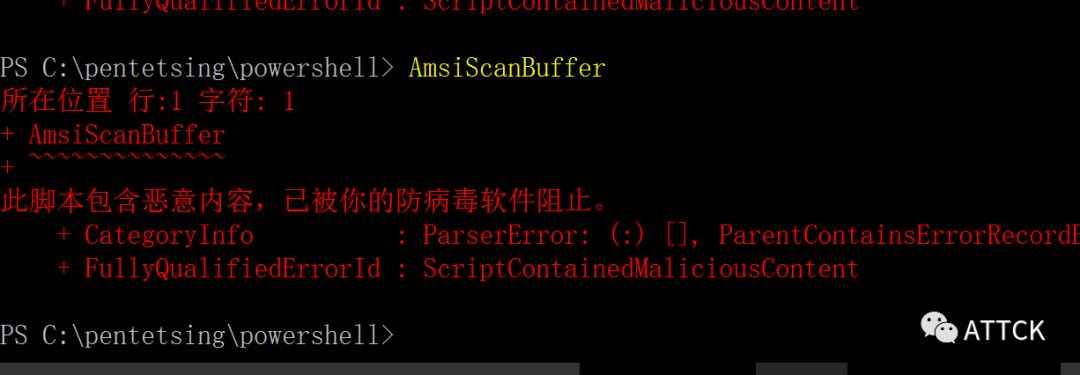 + FullyQualifiedErrorId : ScriptContainedMaliciousContent
PS C:\pentetsing\powershell> AmsiScanBuffer
所在位置 行:1 字符: 1
+ AmsiScanBuffer
+ ~~~~~~~~~~~~~~
此脚本包含恶意内容，已被你的防病毒软件阻止。
+ CategoryInfo : ParserError: (:) [], ParentContainsErrorRecordE
+ FullyQualifiedErrorId : ScriptContainedMaliciousContent
PS C:\pentetsing\powershell>
ATTCK